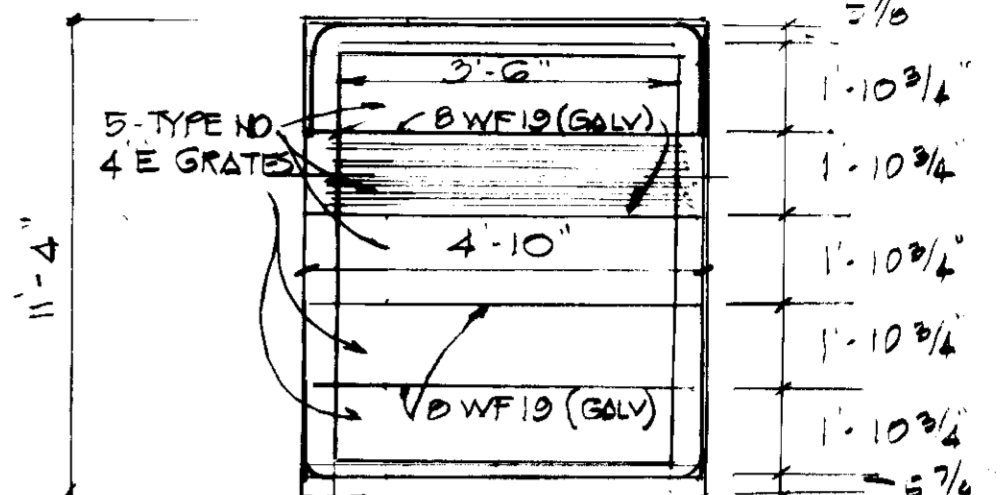 5 7/8
3'-6"
1'-10 3/4"
5-TYPE NO
4'E GRATES
8 WF 19 (GALV)
1'-10 3/4"
11'-4"
4'-10"
1'-10 3/4"
1'-10 3/4"
8 WF 19 (GALV)
1'-10 3/4"
5 7/8